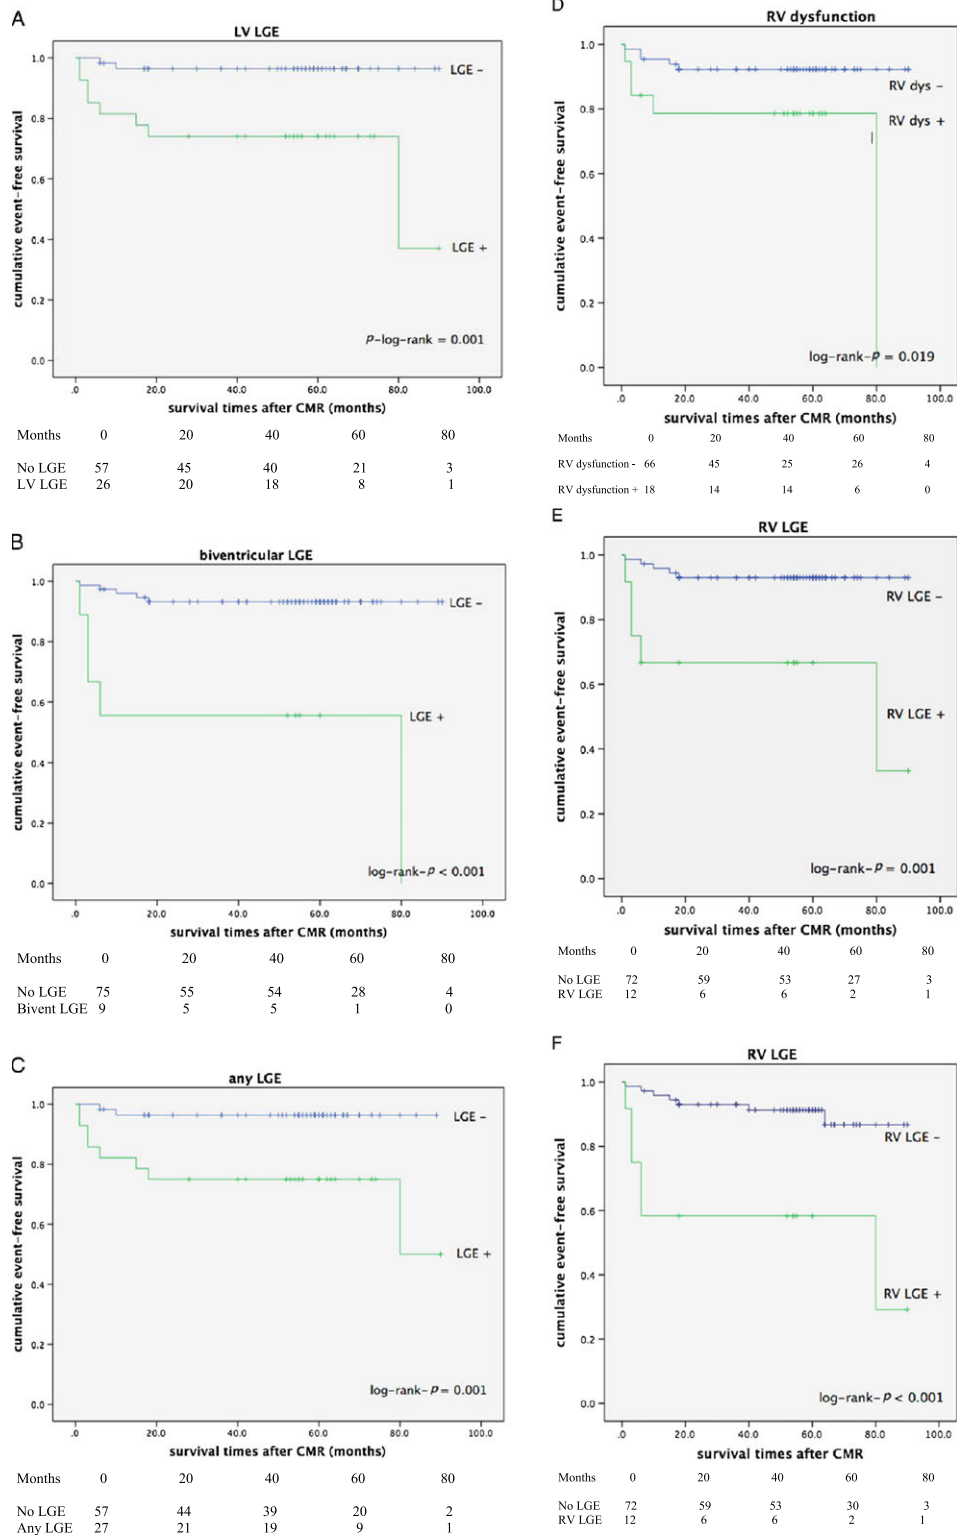 A
LV LGE
cumulative event-free survival
1.0
0.8
0.6
0.4
0.2
0.0
LGE –
LGE +
p-log-rank = 0.001
.0 20.0 40.0 60.0 80.0 100.0
survival times after CMR (months)
Months 0 20 40 60 80
No LGE 57 45 40 21 3
LV LGE 26 20 18 8 1
B
biventricular LGE
cumulative event-free survival
1.0
0.8
0.6
0.4
0.2
0.0
LGE –
LGE +
log-rank-p < 0.001
.0 20.0 40.0 60.0 80.0 100.0
survival times after CMR (months)
Months 0 20 40 60 80
No LGE 75 55 54 28 4
Bivent LGE 9 5 5 1 0
C
any LGE
cumulative event-free survival
1.0
0.8
0.6
0.4
0.2
0.0
LGE –
LGE +
log-rank-p = 0.001
.0 20.0 40.0 60.0 80.0 100.0
survival times after CMR (months)
Months 0 20 40 60 80
No LGE 57 44 39 20 2
Any LGE 27 21 19 9 1
D
RV dysfunction
cumulative event-free survival
1.0
0.8
0.6
0.4
0.2
0.0
RV dys –
RV dys +
log-rank-p = 0.019
.0 20.0 40.0 60.0 80.0 100.0
survival times after CMR (months)
Months 0 20 40 60 80
RV dysfunction - 66 45 25 26 4
RV dysfunction + 18 14 14 6 0
E
RV LGE
cumulative event-free survival
1.0
0.8
0.6
0.4
0.2
0.0
RV LGE –
RV LGE +
log-rank-p = 0.001
.0 20.0 40.0 60.0 80.0 100.0
survival times after CMR (months)
Months 0 20 40 60 80
No LGE 72 59 53 27 3
RV LGE 12 6 6 2 1
F
RV LGE
cumulative event-free survival
1.0
0.8
0.6
0.4
0.2
0.0
RV LGE –
RV LGE +
log-rank-p < 0.001
.0 20.0 40.0 60.0 80.0 100.0
survival times after CMR
Months 0 20 40 60 80
No LGE 72 59 53 30 3
RV LGE 12 6 6 2 1